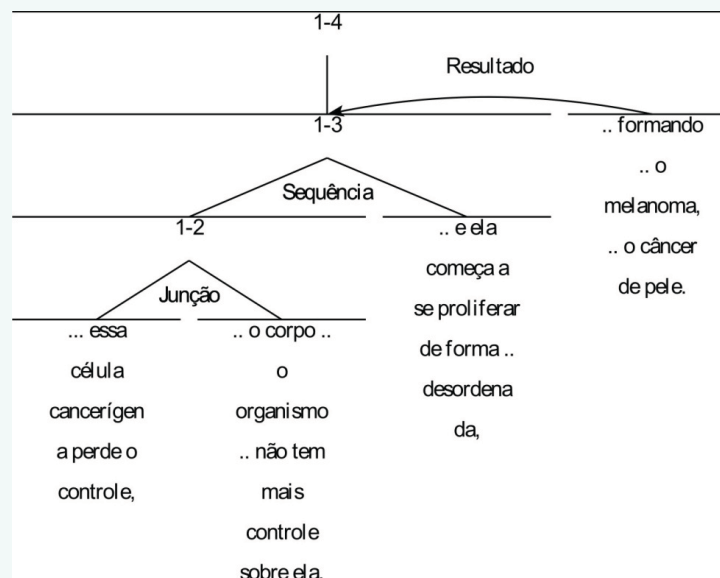 1-4
Resultado
1-3
Sequência
1-2
Junção
... essa
célula
cancerígen
a perde o
controle,
.. o corpo ..
o
organismo
.. não tem
mais
controle
sobre ela.
.. e ela
começa a
se proliferar
de forma ..
desordena
da,
.. formando
.. o
melanoma,
.. o câncer
de pele.